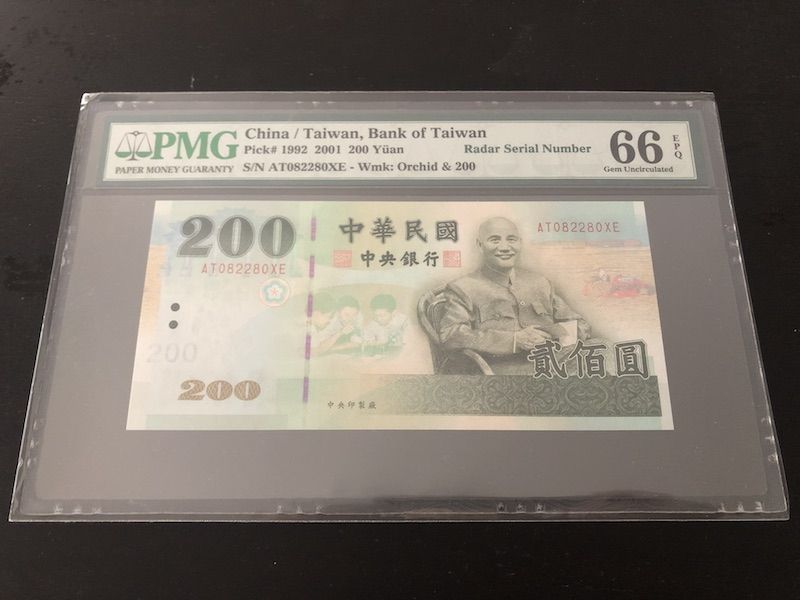 PMG
PAPER MONEY GUARANTY
China / Taiwan, Bank of Taiwan
Pick# 1992 2001 200 Yüan
Radar Serial Number
S/N AT082280XE - Wmk: Orchid & 200
66
EPQ
Gem Uncirculated
200
中華民國
AT082280XE
AT082280XE
中央銀行
200
貳佰圓
200
中央印製廠